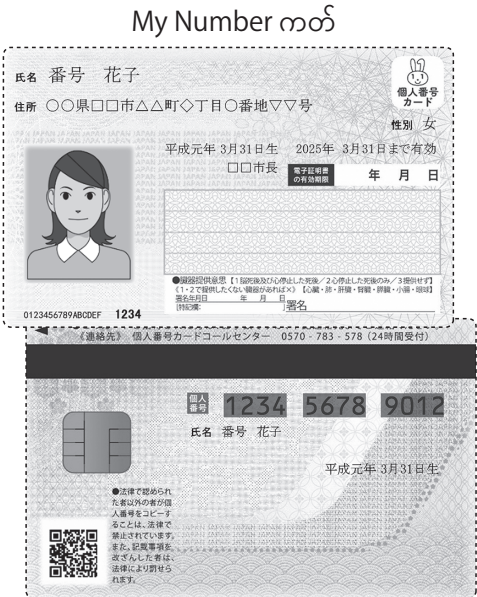 My Number ကတ်
氏名 番号 花子
個人番号
カード
住所 ○○県□□市△△町◇丁目○番地▽▽号
性別 女
平成元年 3月31日生 2025年 3月31日まで有効
□□市長
電子証明書
の有効期限
年 月 日
●臓器提供意思【1脳死後及び心停止した死後/2心停止した死後のみ/3提供せず】
《1・2で提供したくない臓器があれば×》【心臓・肺・肝臓・腎臓・膵臓・小腸・眼球】
署名年月日 年 月 日
[特記欄: ]署名
0123456789ABCDEF 1234
《連絡先》 個人番号カードコールセンター 0570-783-578(24時間受付)
個人
番号
1234 5678 9012
氏名 番号 花子
平成元年 3月31日生
●法律で認められ
た者以外の者が個
人番号をコピーす
ることは、法律で
禁止されています。
また、記載事項を
改ざんした者は、
法律により罰せら
れます。